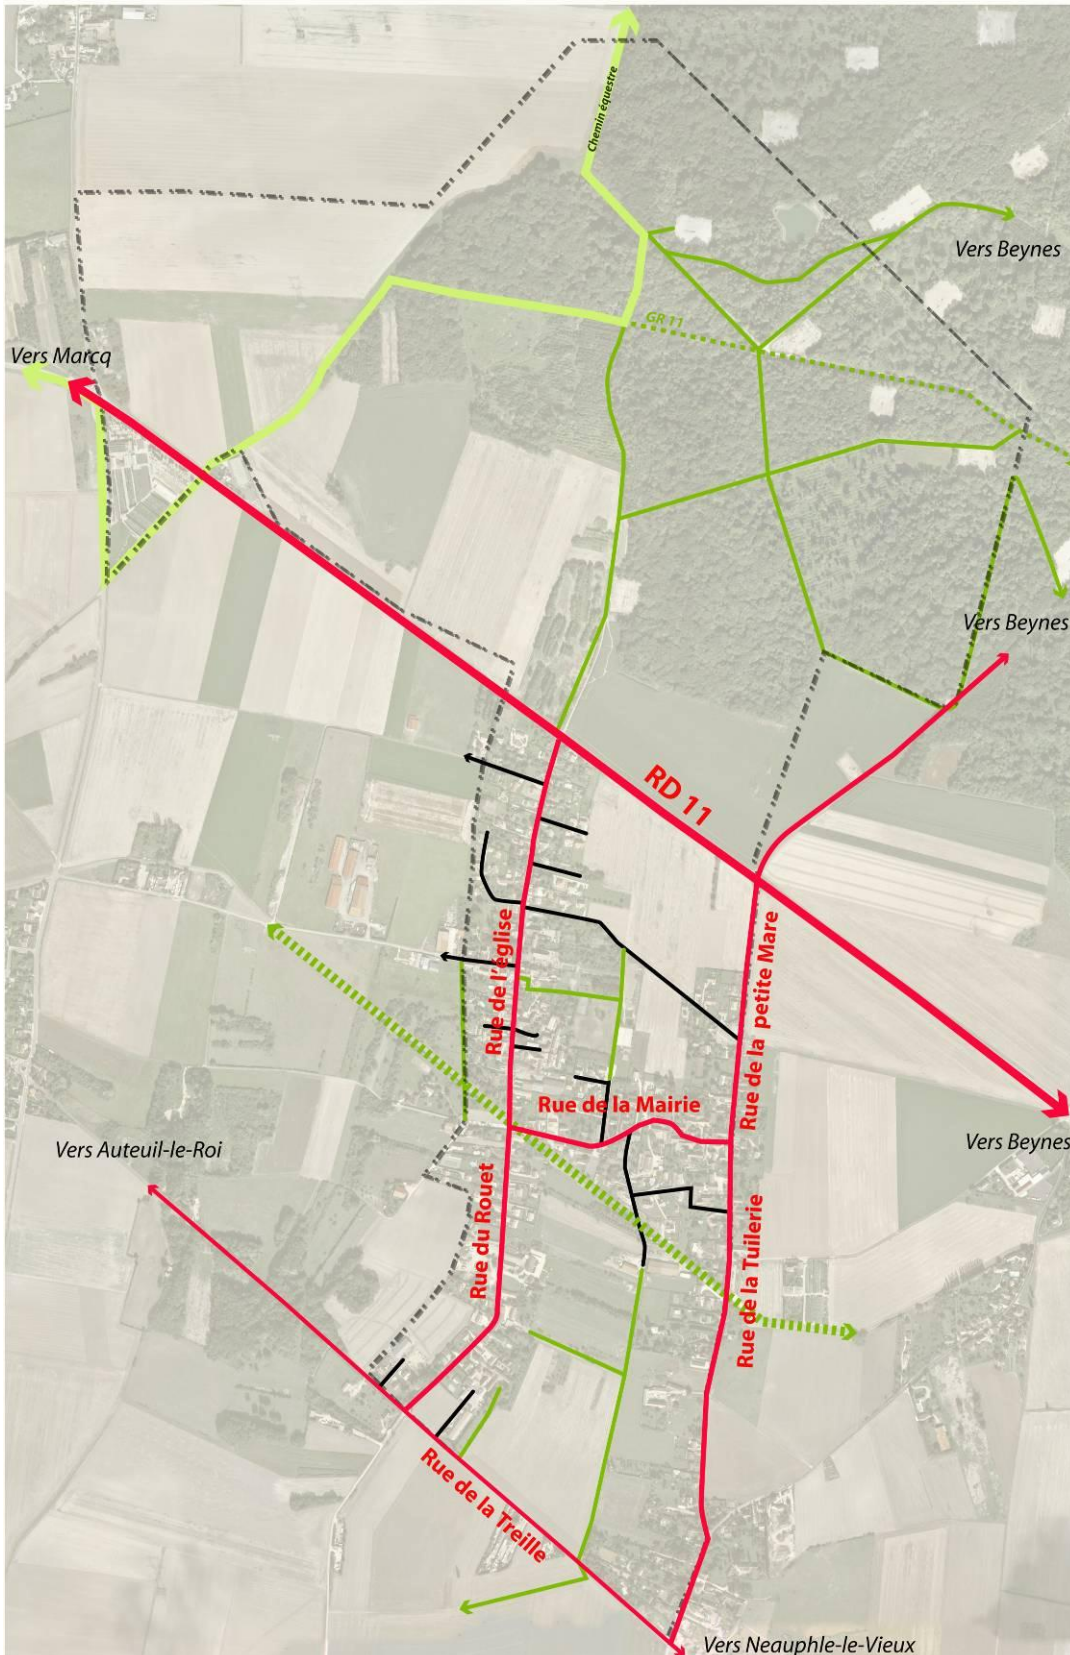 Chemin équestre
Vers Beynes
GR 11
Vers Marcq
Vers Beynes
RD 11
Rue de l'église
Rue de la petite Mare
Rue de la Mairie
Vers Beynes
Vers Auteuil-le-Roi
Rue du Rouet
Rue de la Tuilerie
Rue de la Treille
Vers Neauphle-le-Vieux